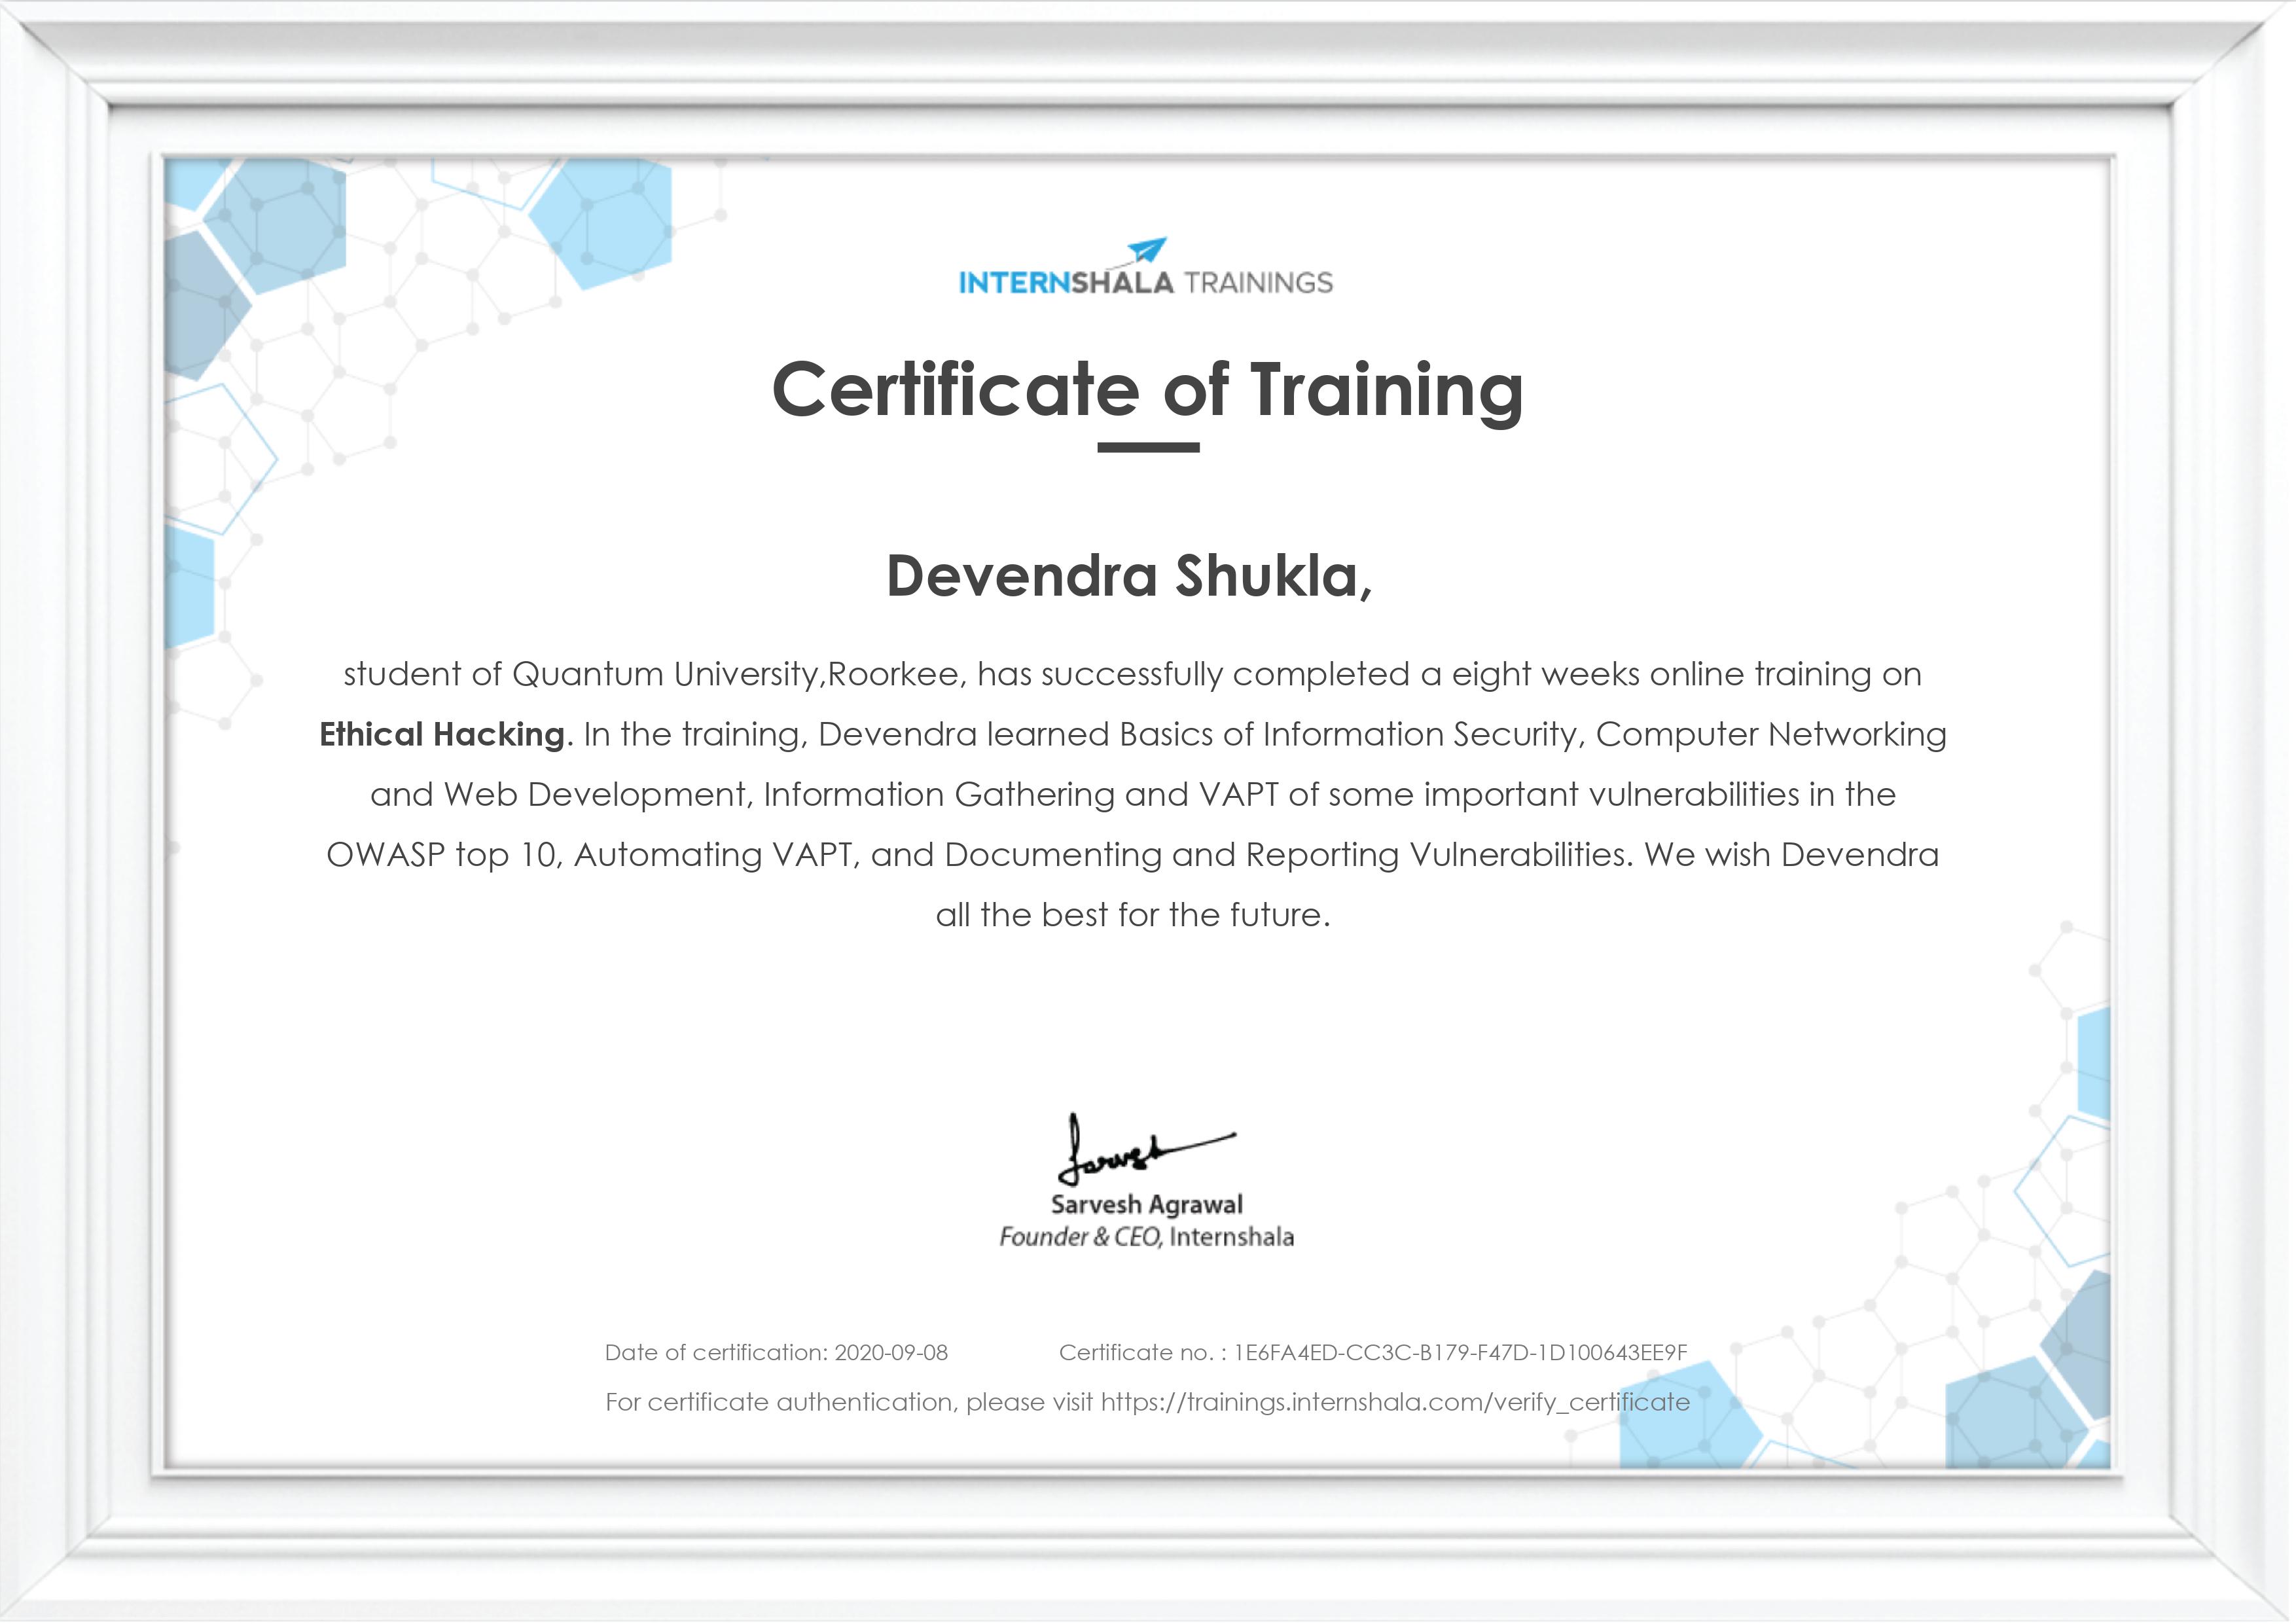 INTERNSHALA TRAININGS
Certificate of Training
Devendra Shukla,
student of Quantum University,Roorkee, has successfully completed a eight weeks online training on
Ethical Hacking. In the training, Devendra learned Basics of Information Security, Computer Networking
and Web Development, Information Gathering and VAPT of some important vulnerabilities in the
OWASP top 10, Automating VAPT, and Documenting and Reporting Vulnerabilities. We wish Devendra
all the best for the future.
Sarvesh
Sarvesh Agrawal
Founder & CEO, Internshala
Date of certification: 2020-09-08 Certificate no. : 1E6FA4ED-CC3C-B179-F47D-1D100643EE9F
For certificate authentication, please visit https://trainings.internshala.com/verify_certificate